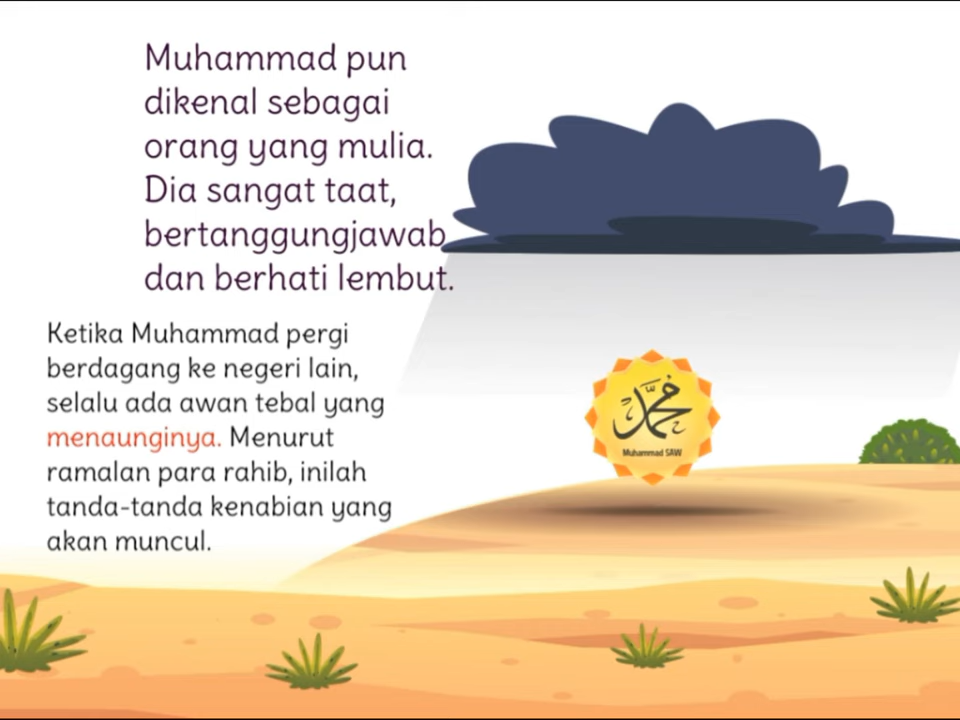 Muhammad pun
dikenal sebagai
orang yang mulia.
Dia sangat taat,
bertanggungjawab
dan berhati lembut.
Ketika Muhammad pergi
berdagang ke negeri lain,
selalu ada awan tebal yang
menaunginya. Menurut
ramalan para rahib, inilah
tanda-tanda kenabian yang
akan muncul.
محمد
Muhammad SAW